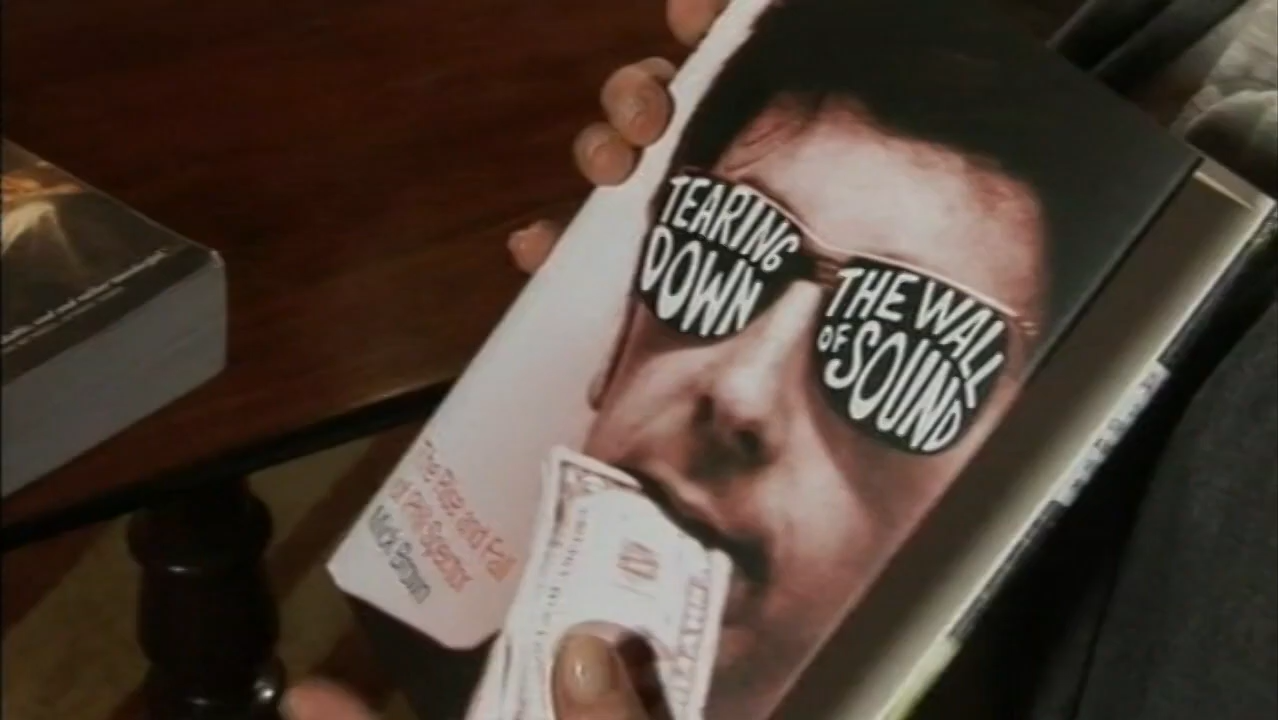 TEARING
DOWN
THE WALL
OF SOUND
The Rise and Fall
of Phil Spector
Mick Brown